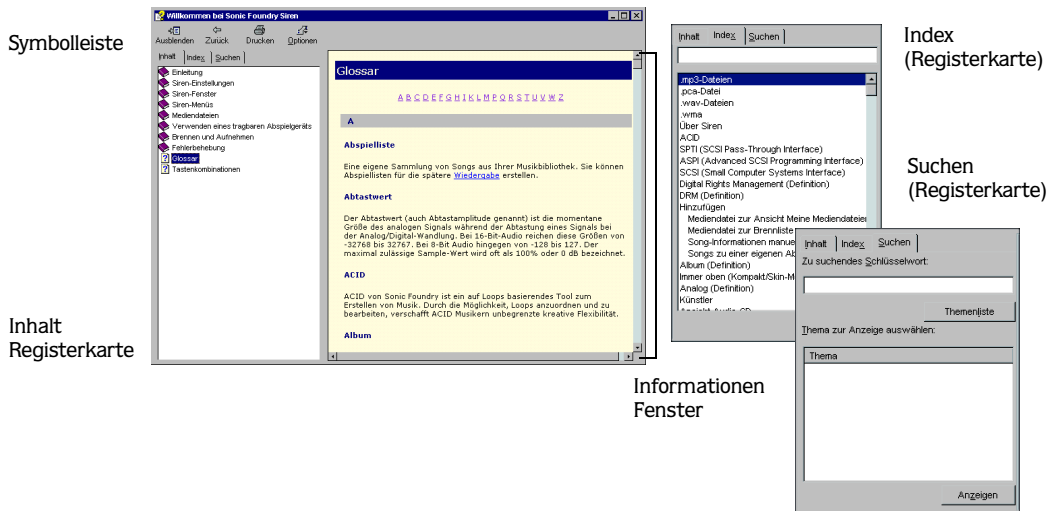 Symbolleiste
Inhalt
Registerkarte
Willkommen bei Sonic Foundry Siren
Ausblenden Zurück Drucken Optionen
Inhalt Index Suchen
Einleitung
Siren-Einstellungen
Siren-Fenster
Siren-Menüs
Mediendateien
Verwenden eines tragbaren Abspielgeräts
Brennen und Aufnehmen
Fehlerbehebung
Glossar
Tastenkombinationen
Glossar
A B C D E F G H I K L M P Q R S T U V W Z
A
Abspielliste
Eine eigene Sammlung von Songs aus Ihrer Musikbibliothek. Sie können
Abspiellisten für die spätere Wiedergabe erstellen.
Abtastwert
Der Abtastwert (auch Abtastamplitude genannt) ist die momentane
Größe des analogen Signals während der Abtastung eines Signals bei
der Analog/Digital-Wandlung. Bei 16-Bit-Audio reichen diese Größen von
-32768 bis 32767. Bei 8-Bit Audio hingegen von -128 bis 127. Der
maximal zulässige Sample-Wert wird oft als 100% oder 0 dB bezeichnet.
ACID
ACID von Sonic Foundry ist ein auf Loops basierendes Tool zum
Erstellen von Musik. Durch die Möglichkeit, Loops anzuordnen und zu
bearbeiten, verschafft ACID Musikern unbegrenzte kreative Flexibilität.
Album
Informationen
Fenster
Inhalt Index Suchen
.mp3-Dateien
.pca-Datei
.wav-Dateien
.wma
Über Siren
ACID
SPTI (SCSI Pass-Through Interface)
ASPI (Advanced SCSI Programming Interface)
SCSI (Small Computer Systems Interface)
Digital Rights Management (Definition)
DRM (Definition)
Hinzufügen
Mediendatei zur Ansicht Meine Mediendateien
Mediendatei zur Brennliste
Song-Informationen manue
Songs zu einer eigenen Ab
Album (Definition)
Immer oben (Kompakt/Skin-M
Analog (Definition)
Künstler
Ansicht Audio-CD
Index
(Registerkarte)
Suchen
(Registerkarte)
Inhalt Index Suchen
Zu suchendes Schlüsselwort:
Themenliste
Thema zur Anzeige auswählen:
Thema
Anzeigen